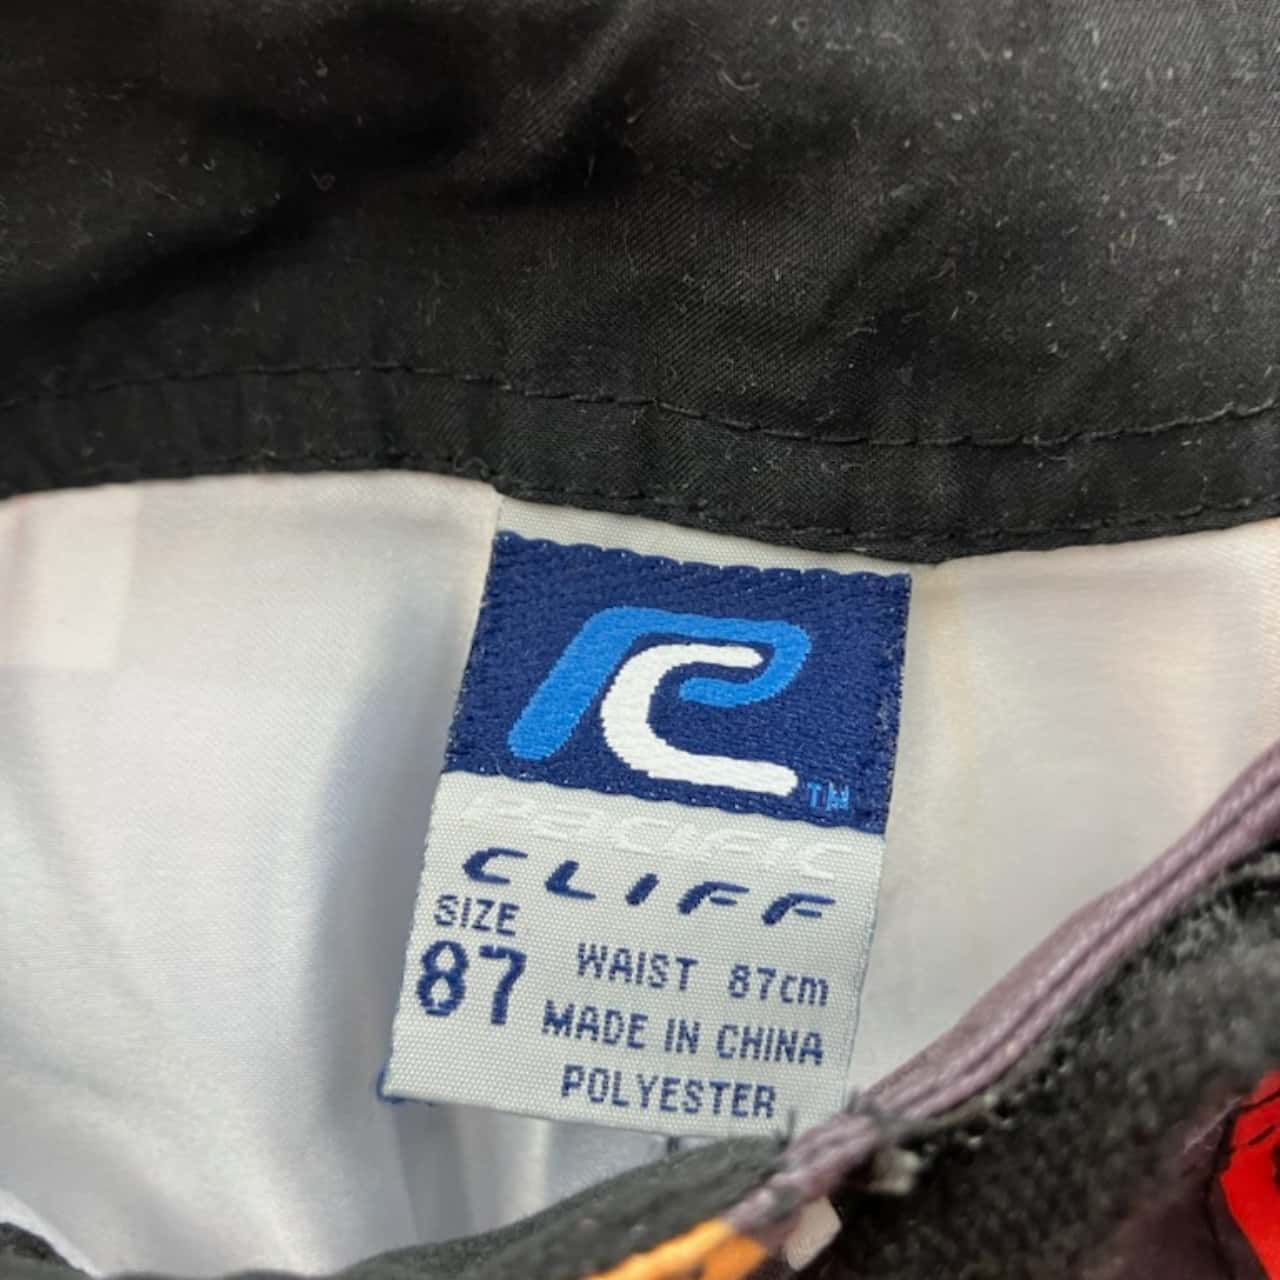 TM
PACIFIC
CLIFF
SIZE
87
WAIST 87cm
MADE IN CHINA
POLYESTER